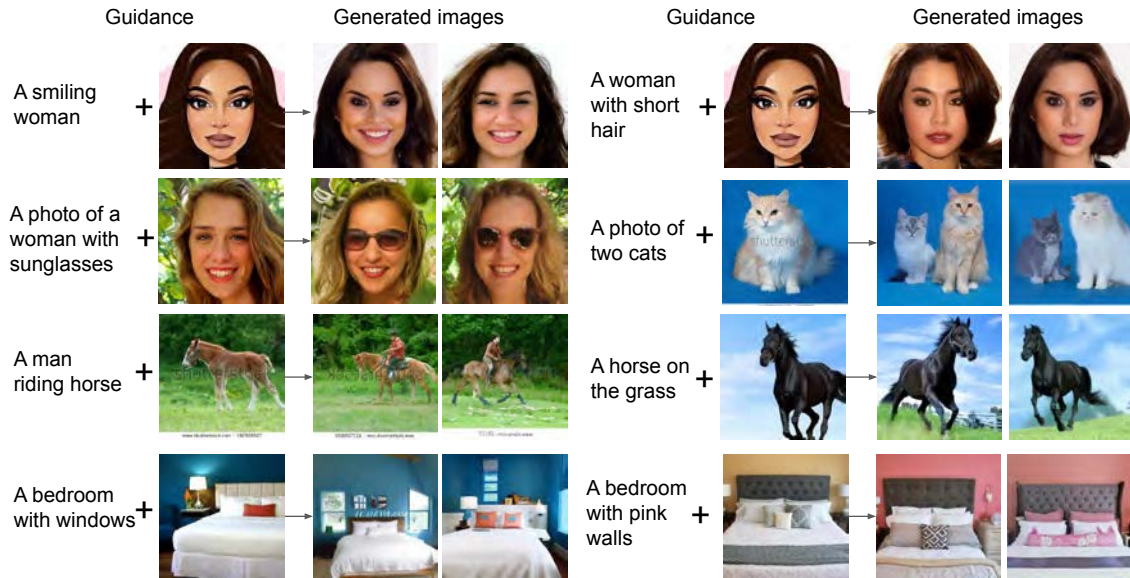 Guidance
Generated images
Guidance
Generated images
A smiling
woman
+
A woman
with short
hair
+
A photo of a
woman with
sunglasses
+
A photo of
two cats
+
shutterst
A man
riding horse
+
A horse on
the grass
+
A bedroom
with windows
+
A bedroom
with pink
walls
+